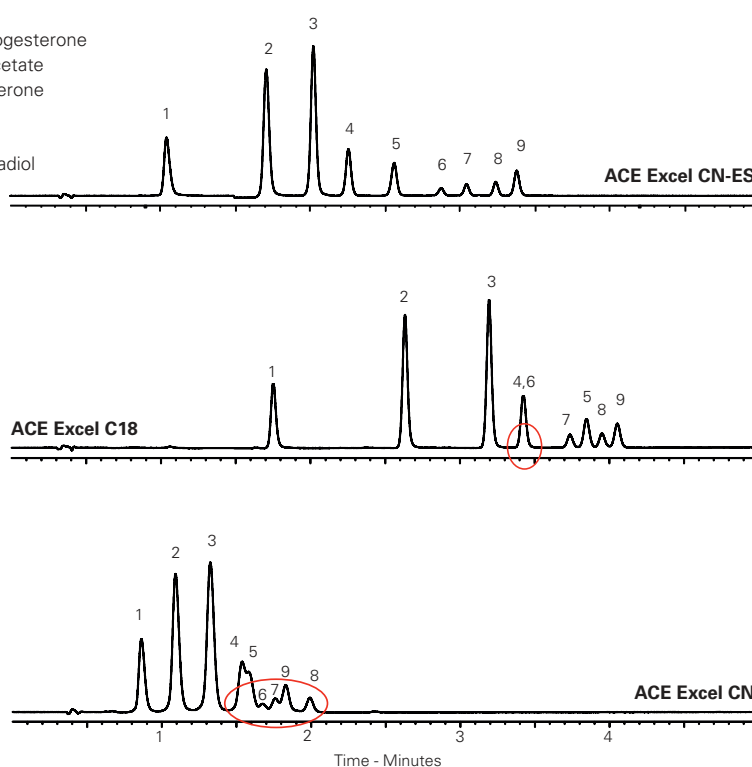 ogesterone
cetate
erone
adiol
1 2 3 4 5 6 7 8 9
ACE Excel CN-ES
1 2 3 4,6 7 5 8 9
ACE Excel C18
1 2 3 4 5 6 7 9 8
ACE Excel CN
1 2 3 4
Time - Minutes